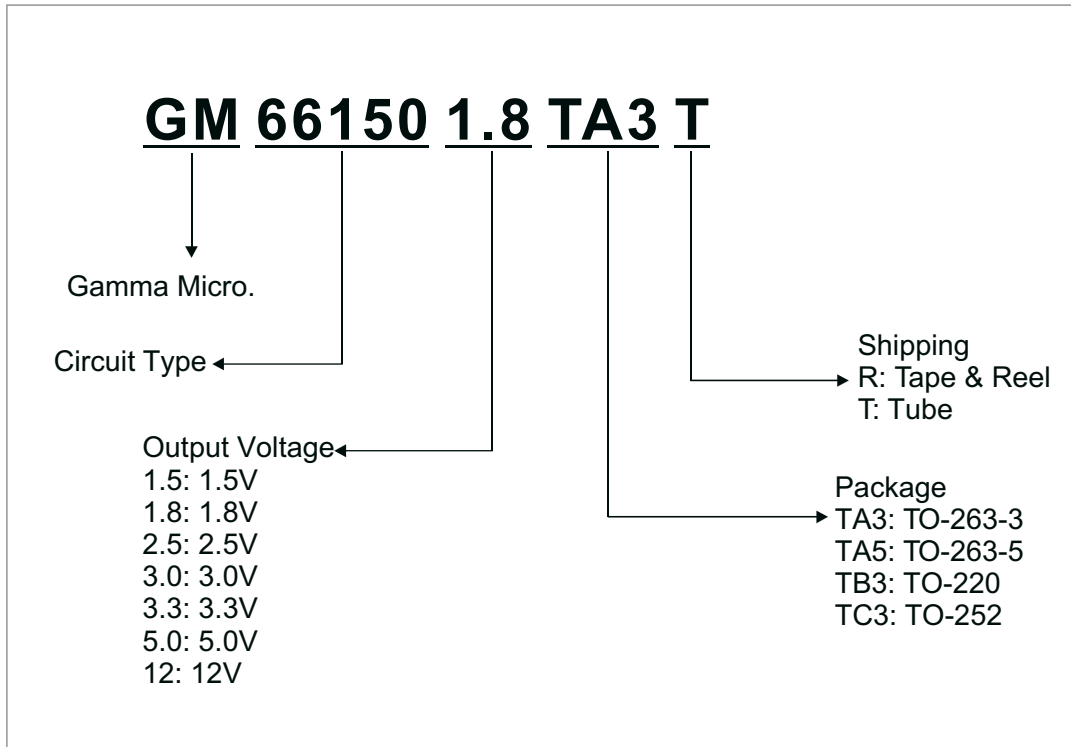 GM 66150 1.8 TA3 T
Gamma Micro.
Circuit Type
Output Voltage
1.5: 1.5V
1.8: 1.8V
2.5: 2.5V
3.0: 3.0V
3.3: 3.3V
5.0: 5.0V
12: 12V
Shipping
R: Tape & Reel
T: Tube
Package
TA3: TO-263-3
TA5: TO-263-5
TB3: TO-220
TC3: TO-252